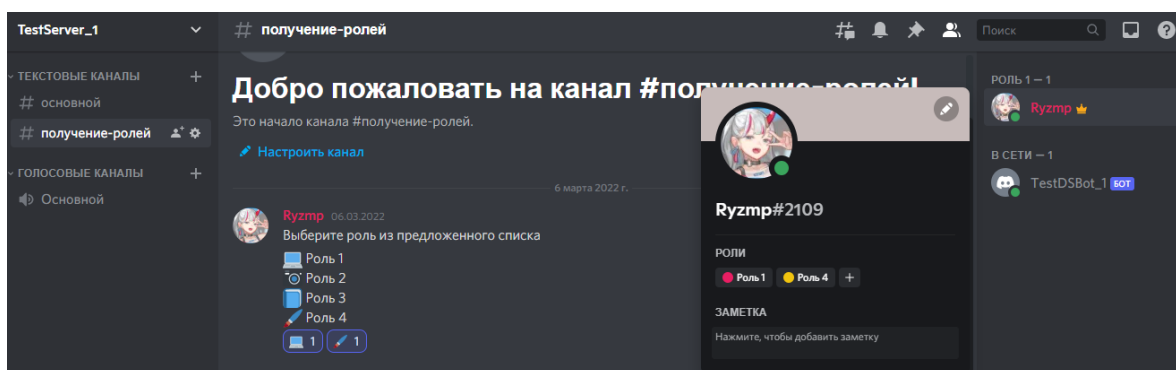 TestServer_1
ТЕКСТОВЫЕ КАНАЛЫ
основной
получение-ролей
ГОЛОСОВЫЕ КАНАЛЫ
Основной
# получение-ролей
Поиск
Добро пожаловать на канал #получение-ролей!
Это начало канала #получение-ролей.
Настроить канал
6 марта 2022 г.
Ryzmp 06.03.2022
Выберите роль из предложенного списка
Роль 1
Роль 2
Роль 3
Роль 4
1 1
Ryzmp#2109
РОЛИ
Роль 1 Роль 4 +
ЗАМЕТКА
Нажмите, чтобы добавить заметку
РОЛЬ 1 — 1
Ryzmp
В СЕТИ — 1
TestDSBot_1 БОТ